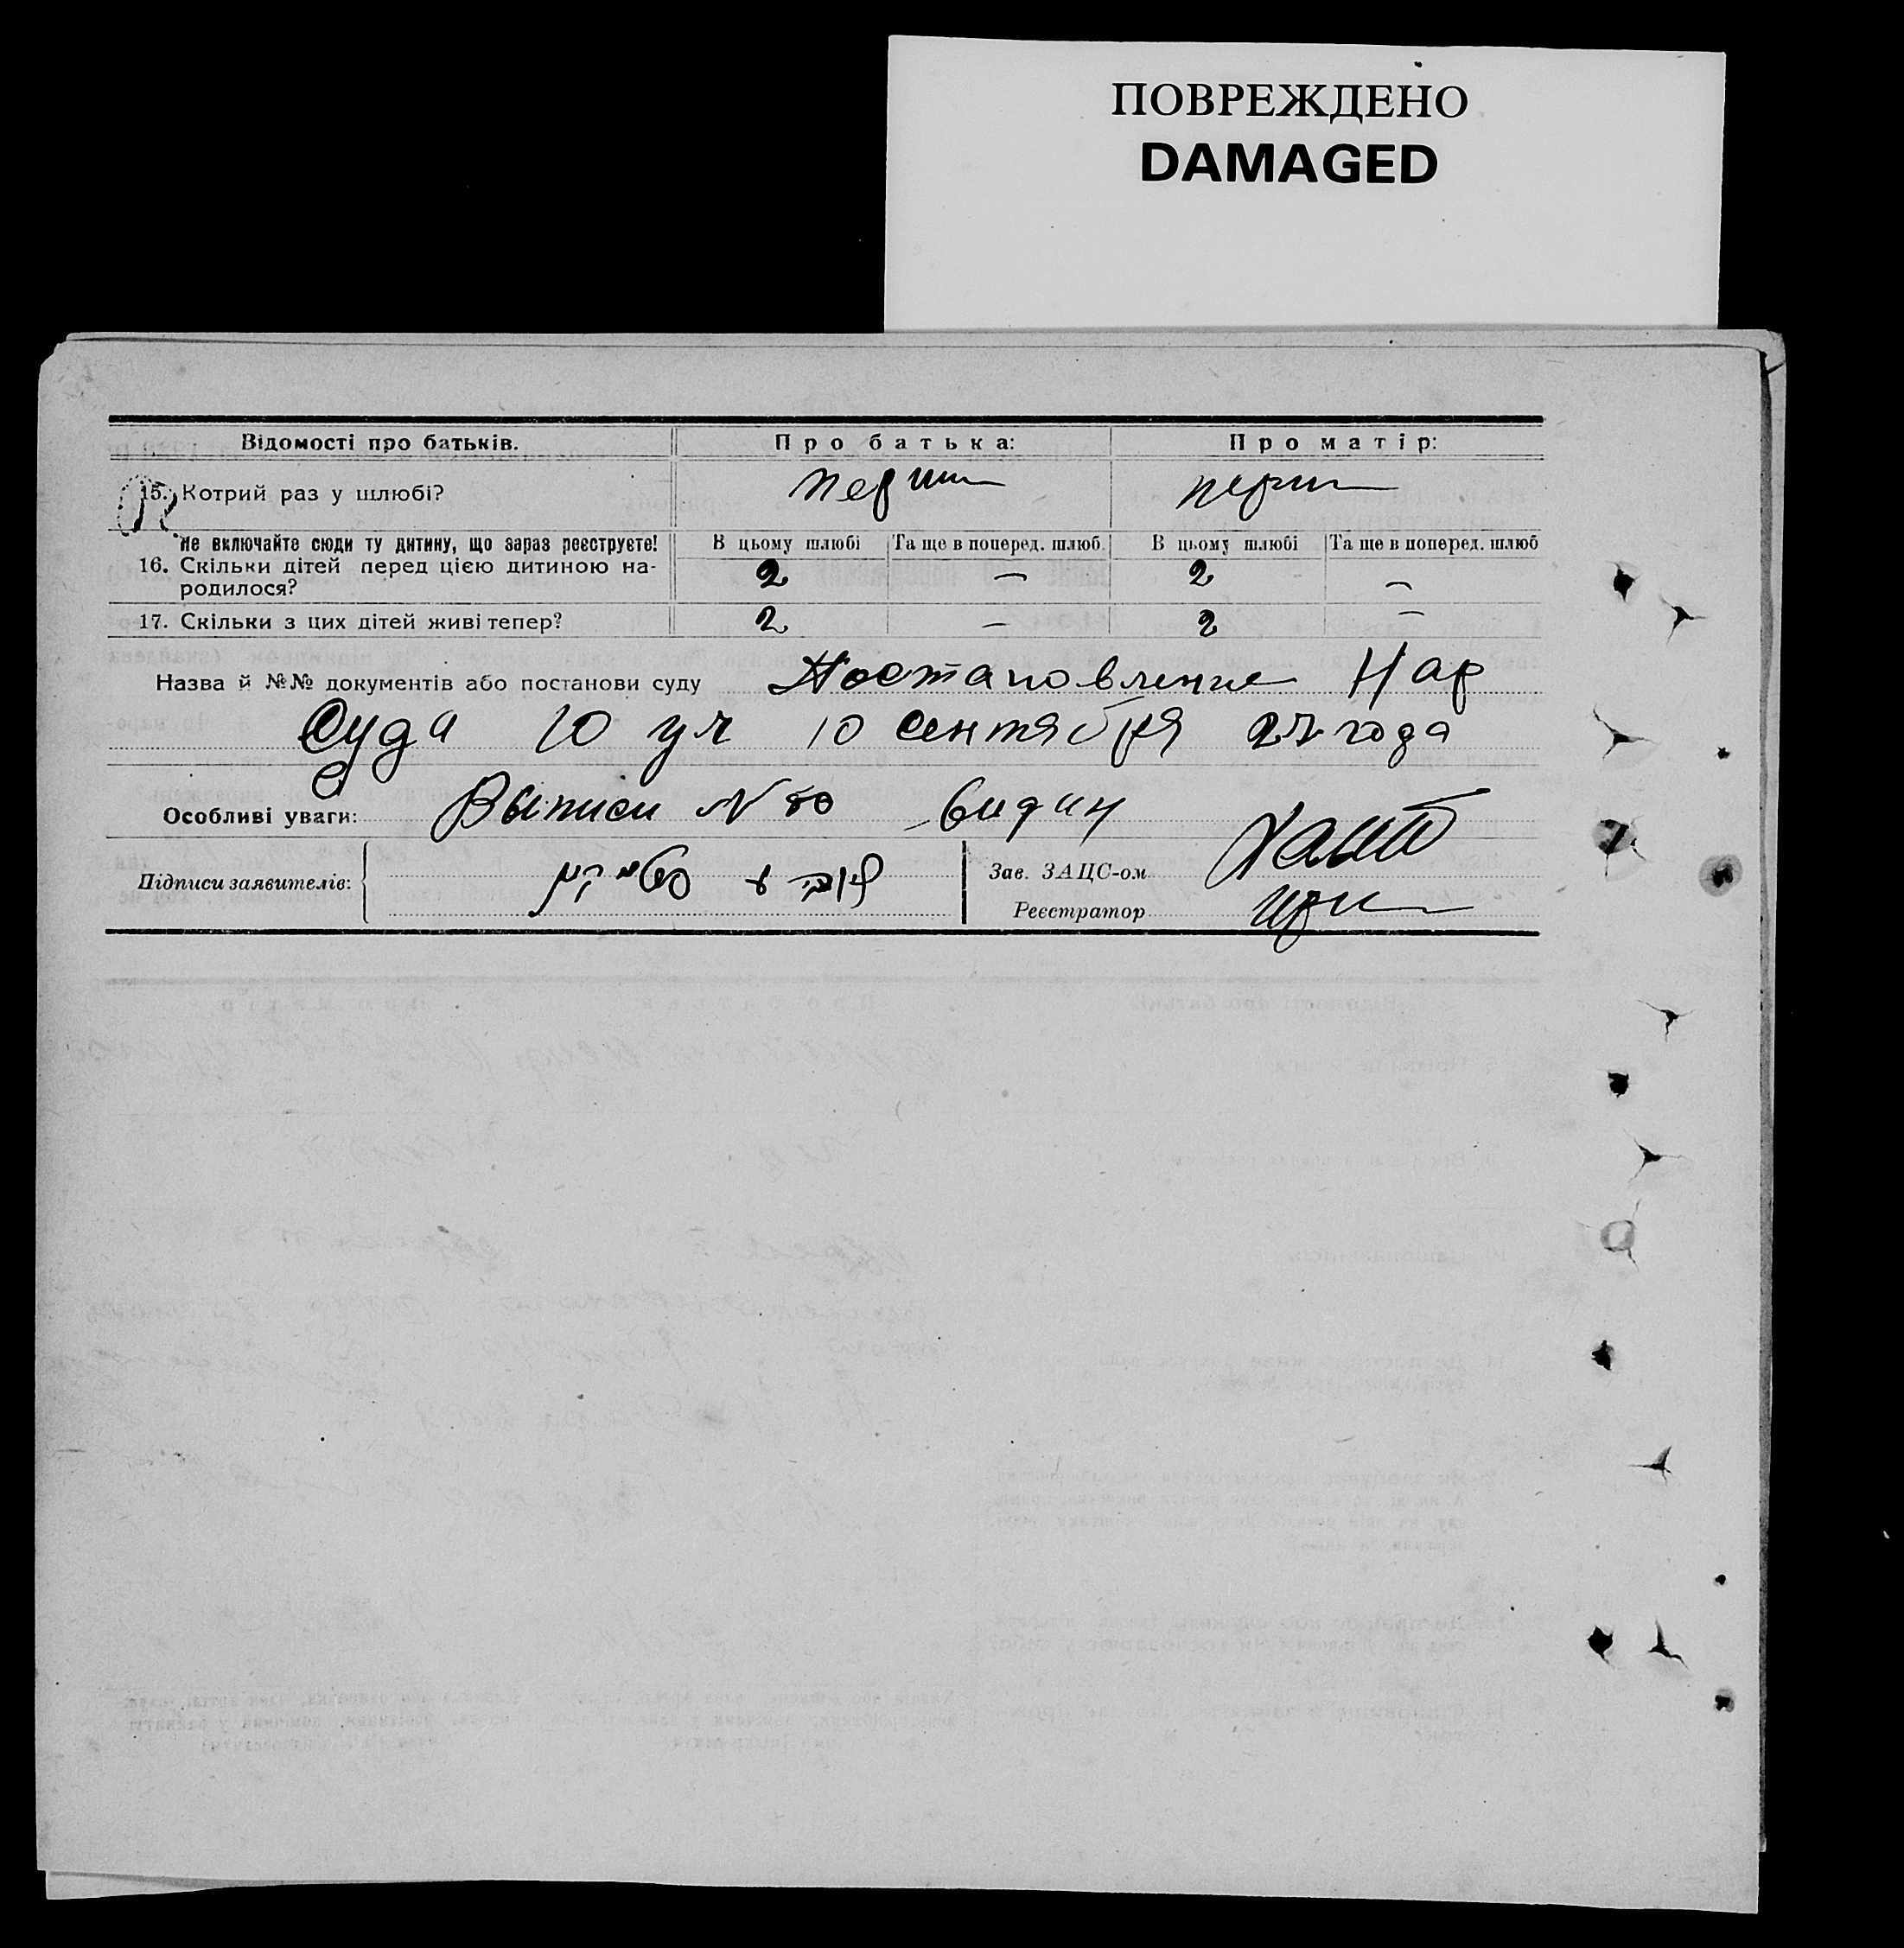 ПОВРЕЖДЕНО
DAMAGED
Відомості про батьків. Про батька: Про матір:
15. Котрий раз у шлюбі? перши перши
Не включайте сюди ту дитину, що зараз реєструєте! В цьому шлюбі Та ще в поперед. шлюб. В цьому шлюбі Та ще в поперед. шлюб
16. Скільки дітей перед цією дитиною на- 2 — 2 —
родилося?
17. Скільки з цих дітей живі тепер? 2 — 2 —
Назва й №№ документів або постанови суду Постановление Нар
Суда 10 уч 10 сентября 27 года
Особливі уваги: Выписи N 80
Підписи заявителів: Зав. ЗАЦС-ом
Реєстратор